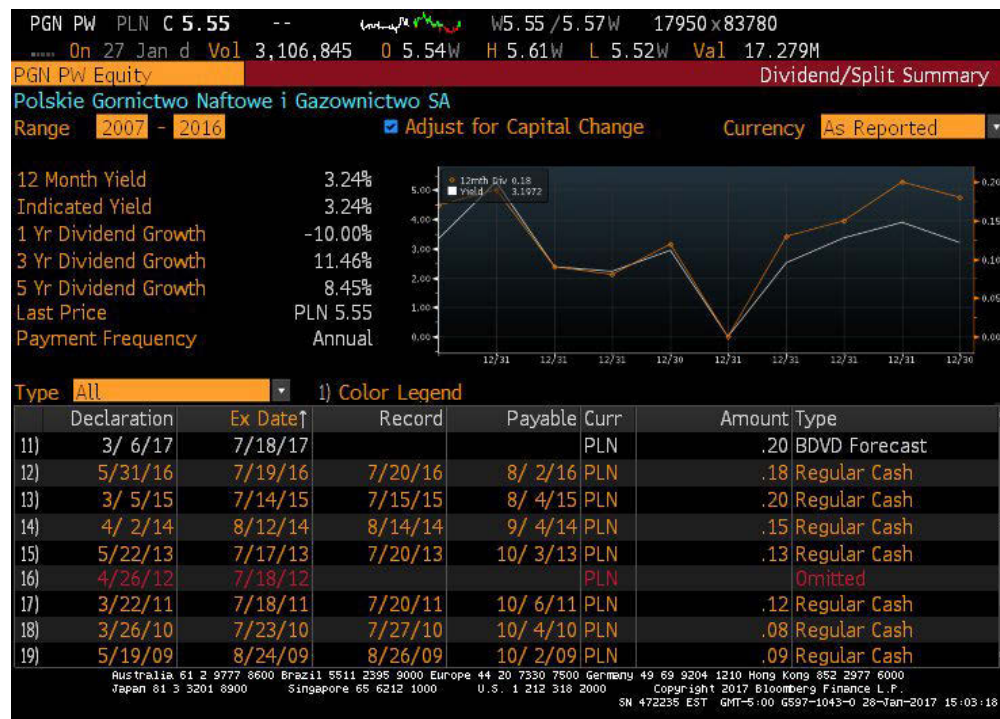 PGN PW PLN C 5.55 -- W5.55/5.57W 17950x83780
On 27 Jan d Vol 3,106,845 O 5.54W H 5.61W L 5.52W Val 17.279M
PGN PW Equity Dividend/Split Summary
Polskie Gornictwo Naftowe i Gazownictwo SA
Range 2007 - 2016 Adjust for Capital Change Currency As Reported
12 Month Yield 3.24%
Indicated Yield 3.24%
1 Yr Dividend Growth -10.00%
3 Yr Dividend Growth 11.46%
5 Yr Dividend Growth 8.45%
Last Price PLN 5.55
Payment Frequency Annual
12mth Div 0.18
Yield 3.1972
5.00 0.20
4.00 0.15
3.00 0.10
2.00 0.05
1.00 0.00
0.00
12/31 12/31 12/31 12/30 12/31 12/31 12/31 12/31 12/30
Type All 1) Color Legend
Declaration Ex Date↑ Record Payable Curr Amount Type
11) 3/ 6/17 7/18/17 PLN .20 BDVD Forecast
12) 5/31/16 7/19/16 7/20/16 8/ 2/16 PLN .18 Regular Cash
13) 3/ 5/15 7/14/15 7/15/15 8/ 4/15 PLN .20 Regular Cash
14) 4/ 2/14 8/12/14 8/14/14 9/ 4/14 PLN .15 Regular Cash
15) 5/22/13 7/17/13 7/20/13 10/ 3/13 PLN .13 Regular Cash
16) 4/26/12 7/18/12 PLN Omitted
17) 3/22/11 7/18/11 7/20/11 10/ 6/11 PLN .12 Regular Cash
18) 3/26/10 7/23/10 7/27/10 10/ 4/10 PLN .08 Regular Cash
19) 5/19/09 8/24/09 8/26/09 10/ 2/09 PLN .09 Regular Cash
Australia 61 2 9777 8600 Brazil 5511 2395 9000 Europe 44 20 7330 7500 Germany 49 69 9204 1210 Hong Kong 852 2977 6000
Japan 81 3 3201 8900 Singapore 65 6212 1000 U.S. 1 212 318 2000 Copyright 2017 Bloomberg Finance L.P.
SN 472235 EST GMT-5:00 G597-1043-0 28-Jan-2017 15:03:18